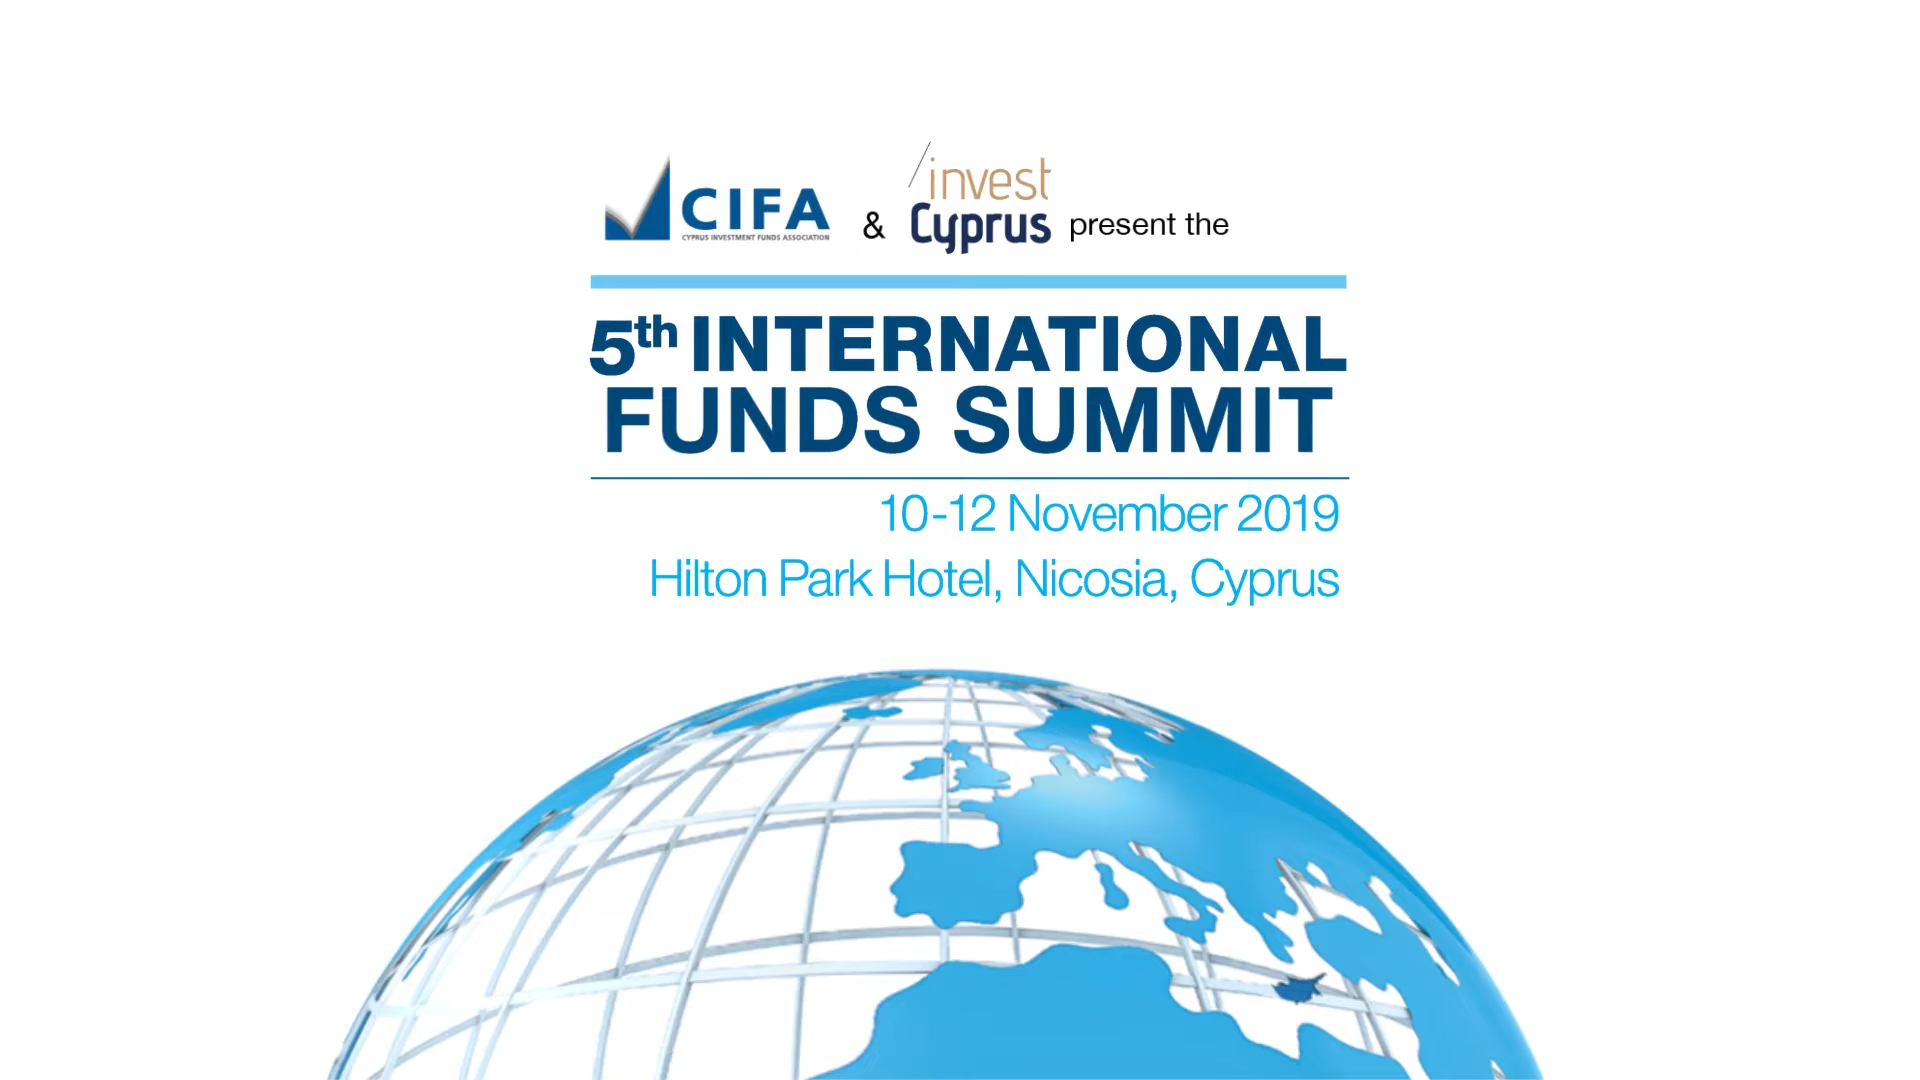 CIFA & invest Cyprus present the
CYPRUS INVESTMENT FUNDS ASSOCIATION
5th INTERNATIONAL
FUNDS SUMMIT
10-12 November 2019
Hilton Park Hotel, Nicosia, Cyprus